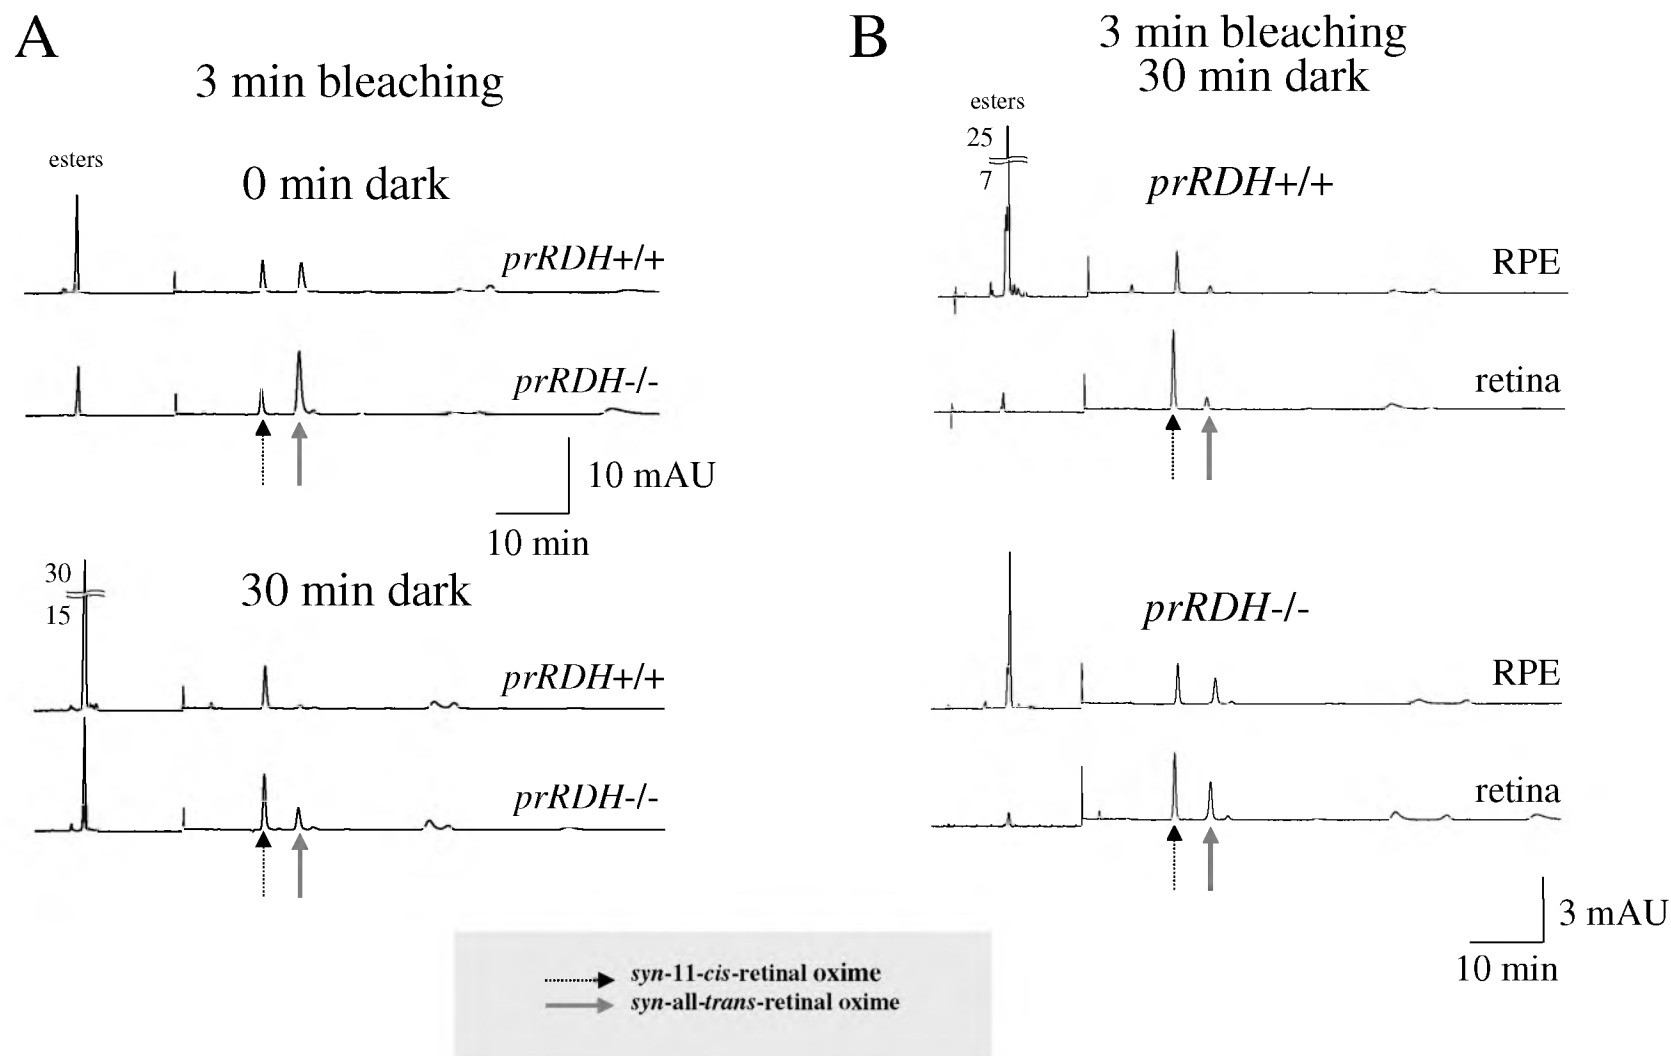 A
3 min bleaching
esters
0 min dark
prRDH+/+
prRDH-/-
10 mAU
10 min
30
15
30 min dark
prRDH+/+
prRDH-/-
B
3 min bleaching
30 min dark
esters
25
7
prRDH+/+
RPE
retina
prRDH-/-
RPE
retina
3 mAU
10 min
syn-11-cis-retinal oxime
syn-all-trans-retinal oxime